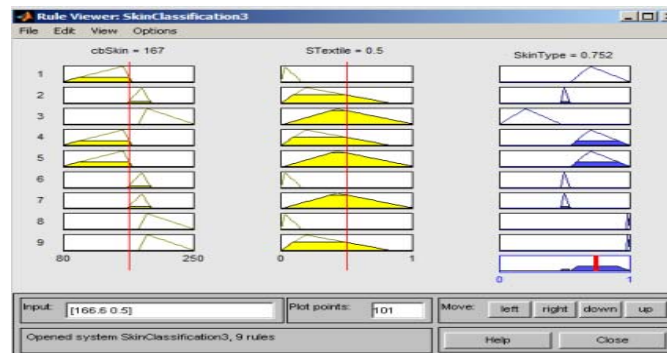 Rule Viewer: SkinClassification3
File Edit View Options
cbSkin = 167
STextile = 0.5
SkinType = 0.752
1
2
3
4
5
6
7
8
9
80 250
0 1
0 1
Input: [166.6 0.5]
Plot points: 101
Move: left right down up
Opened system SkinClassification3, 9 rules
Help Close